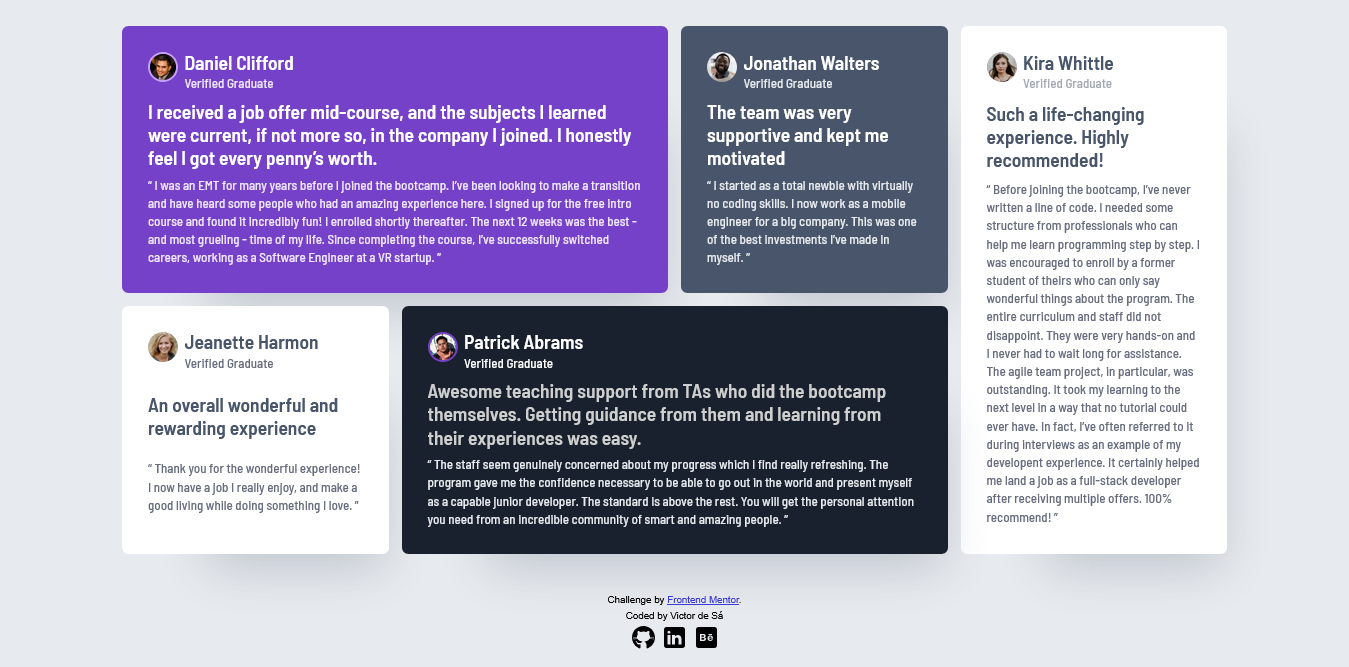 Daniel Clifford
Verified Graduate
I received a job offer mid-course, and the subjects I learned
were current, if not more so, in the company I joined. I honestly
feel I got every penny’s worth.
“ I was an EMT for many years before I joined the bootcamp. I’ve been looking to make a transition
and have heard some people who had an amazing experience here. I signed up for the free intro
course and found it incredibly fun! I enrolled shortly thereafter. The next 12 weeks was the best -
and most grueling - time of my life. Since completing the course, I’ve successfully switched
careers, working as a Software Engineer at a VR startup. ”
Jonathan Walters
Verified Graduate
The team was very
supportive and kept me
motivated
“ I started as a total newbie with virtually
no coding skills. I now work as a mobile
engineer for a big company. This was one
of the best investments I’ve made in
myself. ”
Kira Whittle
Verified Graduate
Such a life-changing
experience. Highly
recommended!
“ Before joining the bootcamp, I’ve never
written a line of code. I needed some
structure from professionals who can
help me learn programming step by step. I
was encouraged to enroll by a former
student of theirs who can only say
wonderful things about the program. The
entire curriculum and staff did not
disappoint. They were very hands-on and
I never had to wait long for assistance.
The agile team project, in particular, was
outstanding. It took my learning to the
next level in a way that no tutorial could
ever have. In fact, I’ve often referred to it
during interviews as an example of my
developent experience. It certainly helped
me land a job as a full-stack developer
after receiving multiple offers. 100%
recommend! ”
Jeanette Harmon
Verified Graduate
An overall wonderful and
rewarding experience
“ Thank you for the wonderful experience!
I now have a job I really enjoy, and make a
good living while doing something I love. ”
Patrick Abrams
Verified Graduate
Awesome teaching support from TAs who did the bootcamp
themselves. Getting guidance from them and learning from
their experiences was easy.
“ The staff seem genuinely concerned about my progress which I find really refreshing. The
program gave me the confidence necessary to be able to go out in the world and present myself
as a capable junior developer. The standard is above the rest. You will get the personal attention
you need from an incredible community of smart and amazing people. ”
Challenge by Frontend Mentor.
Coded by Victor de Sá
in Bē